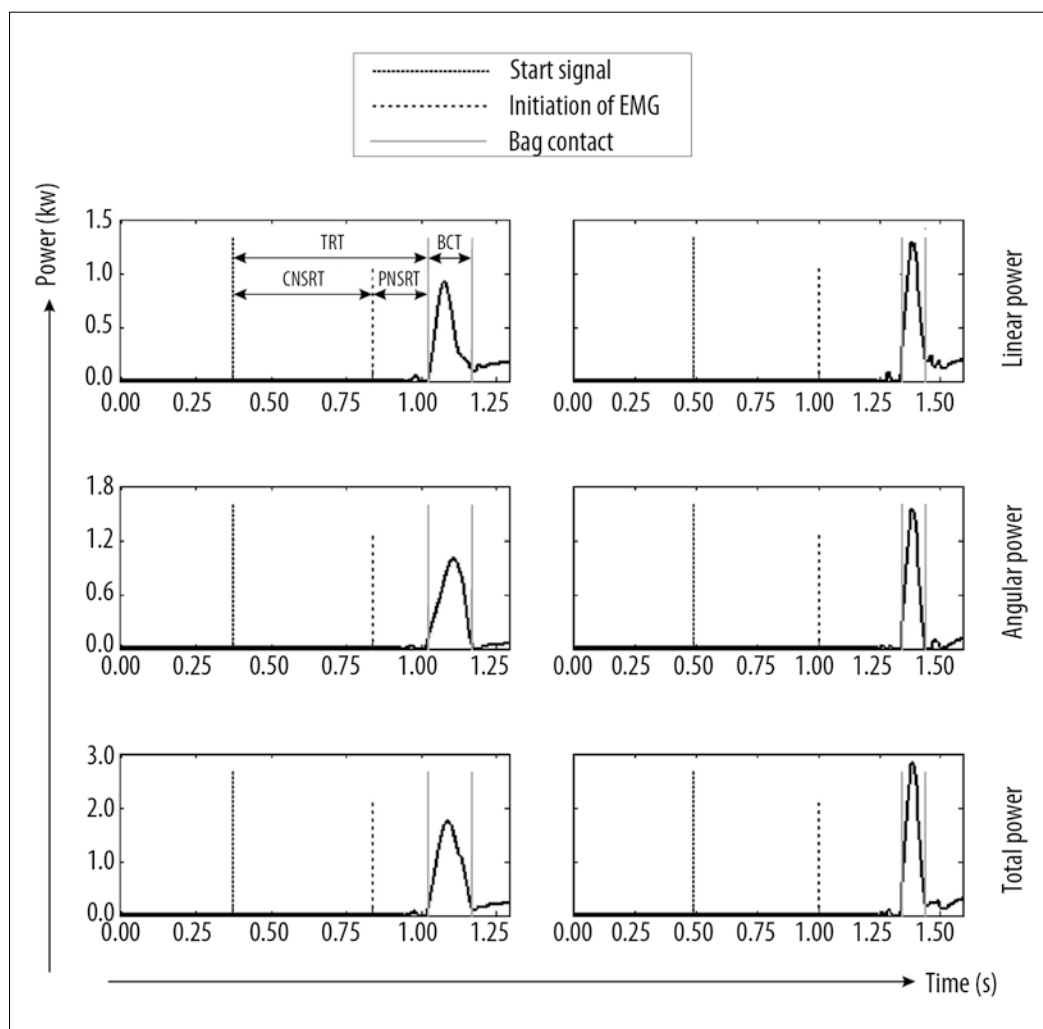 Start signal
Initiation of EMG
Bag contact
Power (kw)
1.5
1.0
0.5
0.0
TRT
BCT
CNSRT
PNSRT
0.00 0.25 0.50 0.75 1.00 1.25
0.00 0.25 0.50 0.75 1.00 1.25 1.50
Linear power
1.8
1.2
0.6
0.0
0.00 0.25 0.50 0.75 1.00 1.25
0.00 0.25 0.50 0.75 1.00 1.25 1.50
Angular power
3.0
2.0
1.0
0.0
0.00 0.25 0.50 0.75 1.00 1.25
0.00 0.25 0.50 0.75 1.00 1.25 1.50
Total power
Time (s)